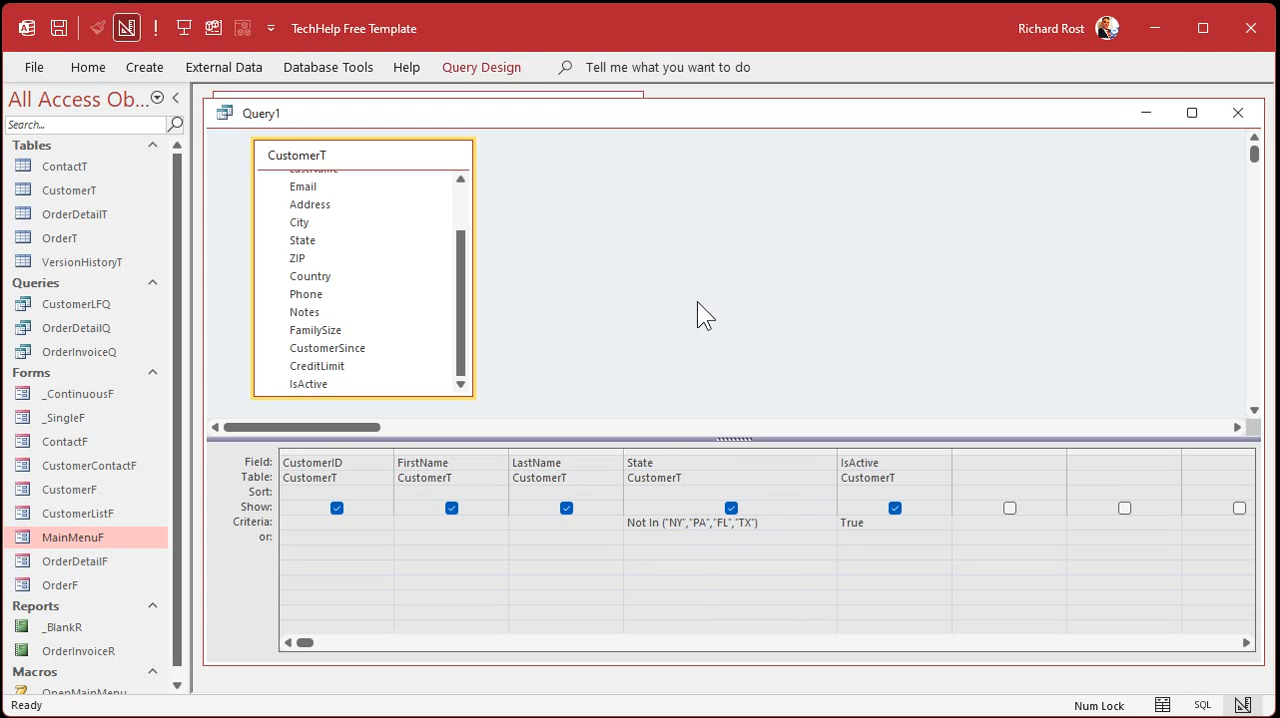 TechHelp Free Template
Richard Rost
File Home Create External Data Database Tools Help Query Design Tell me what you want to do
All Access Ob...
Search...
Tables
ContactT
CustomerT
OrderDetailT
OrderT
VersionHistoryT
Queries
CustomerLFQ
OrderDetailQ
OrderInvoiceQ
Forms
_ContinuousF
_SingleF
ContactF
CustomerContactF
CustomerF
CustomerListF
MainMenuF
OrderDetailF
OrderF
Reports
_BlankR
OrderInvoiceR
Macros
OpenMainMenu
Query1
CustomerT
LastName
Email
Address
City
State
ZIP
Country
Phone
Notes
FamilySize
CustomerSince
CreditLimit
IsActive
Field: CustomerID FirstName LastName State IsActive
Table: CustomerT CustomerT CustomerT CustomerT CustomerT
Sort:
Show:
Criteria: Not In ("NY","PA","FL","TX") True
or:
Ready
Num Lock
SQL